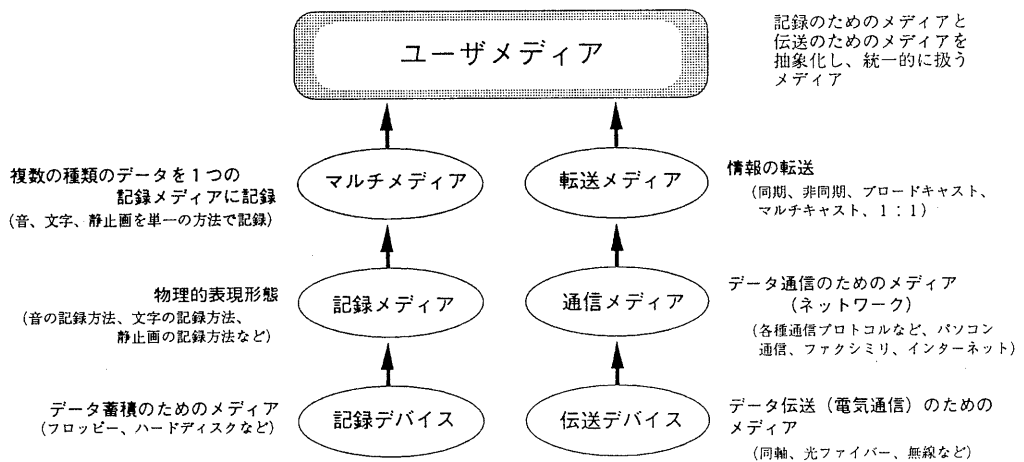 ユーザメディア
記録のためのメディアと
伝送のためのメディアを
抽象化し、統一的に扱う
メディア
複数の種類のデータを1つの
記録メディアに記録
(音、文字、静止画を単一の方法で記録)
マルチメディア
転送メディア
情報の転送
(同期、非同期、ブロードキャスト、
マルチキャスト、1:1)
物理的表現形態
(音の記録方法、文字の記録方法、
静止画の記録方法など)
記録メディア
通信メディア
データ通信のためのメディア
(ネットワーク)
(各種通信プロトコルなど、パソコン
通信、ファクシミリ、インターネット)
データ蓄積のためのメディア
(フロッピー、ハードディスクなど)
記録デバイス
伝送デバイス
データ伝送(電気通信)のための
メディア
(同軸、光ファイバー、無線など)